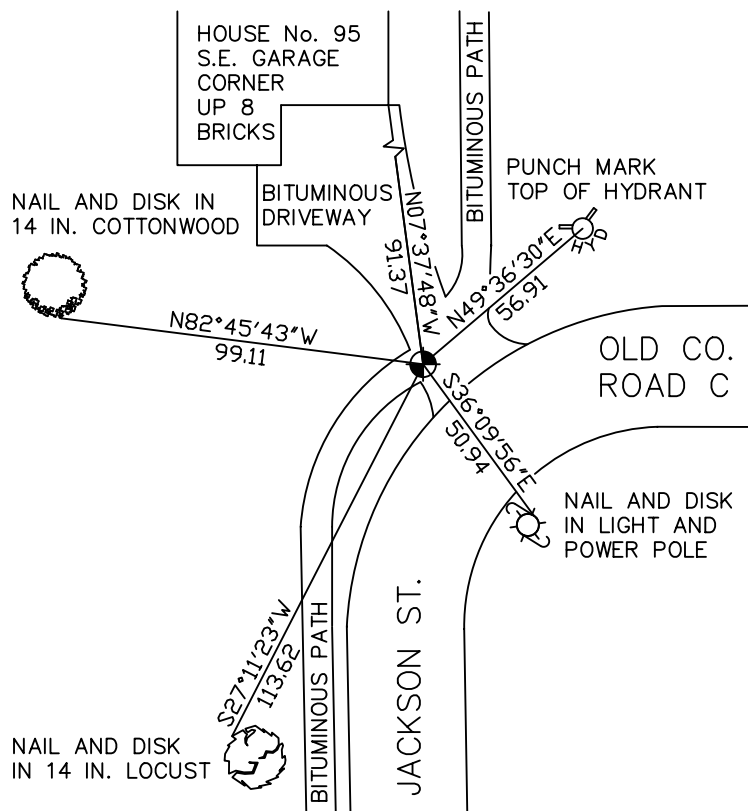 HOUSE No. 95
S.E. GARAGE
CORNER
UP 8
BRICKS
BITUMINOUS PATH
PUNCH MARK
TOP OF HYDRANT
NAIL AND DISK IN
14 IN. COTTONWOOD
BITUMINOUS
DRIVEWAY
N07°37'48"W
91.37
HYD
N49°36'30"E
56.91
N82°45'43"W
99.11
OLD CO.
ROAD C
S36°09'56"E
50.94
NAIL AND DISK
IN LIGHT AND
POWER POLE
S27°11'23"W
113.62
BITUMINOUS PATH
JACKSON ST.
NAIL AND DISK
IN 14 IN. LOCUST